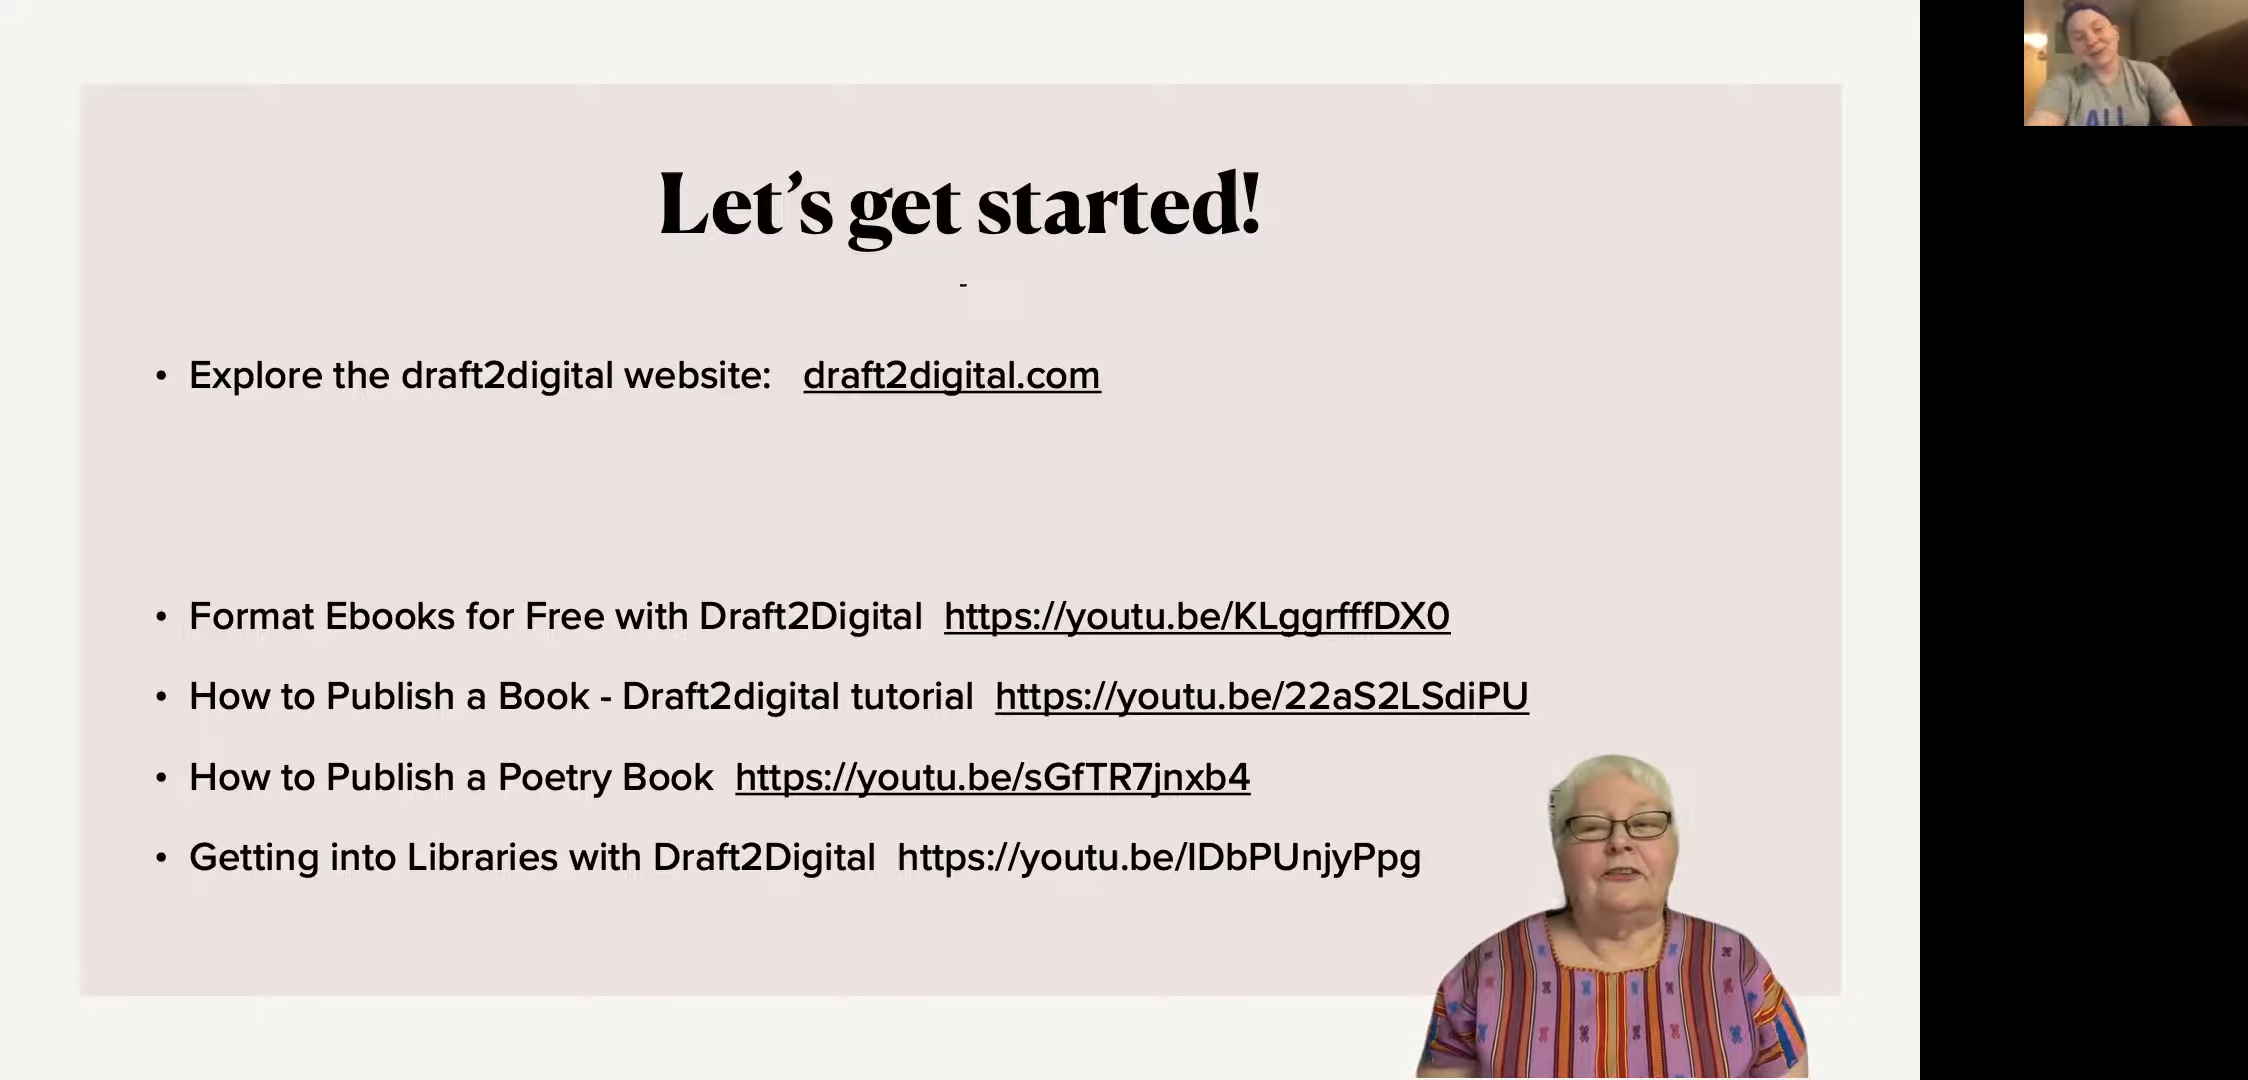 Let's get started!
-
• Explore the draft2digital website: draft2digital.com
• Format Ebooks for Free with Draft2Digital https://youtu.be/KLggrfffDX0
• How to Publish a Book - Draft2digital tutorial https://youtu.be/22aS2LSdiPU
• How to Publish a Poetry Book https://youtu.be/sGfTR7jnxb4
• Getting into Libraries with Draft2Digital https://youtu.be/IDbPUnjyPpg
ALL